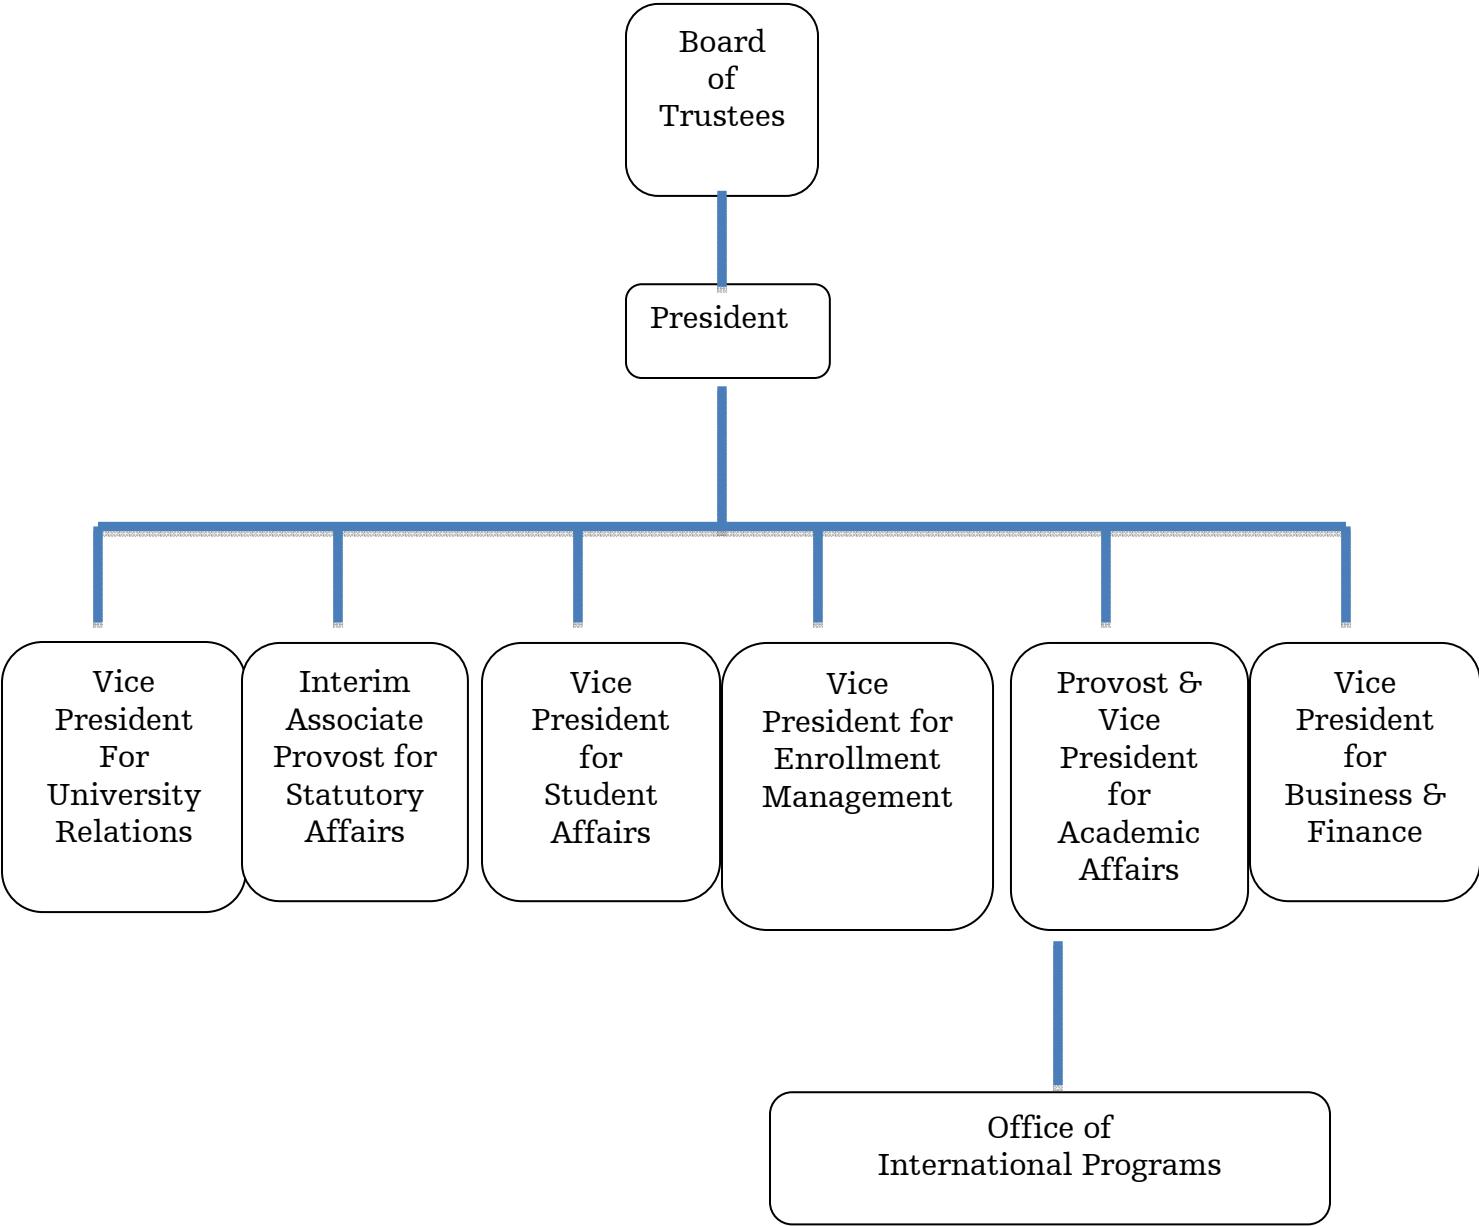 Board
of
Trustees
President
Vice
President
For
University
Relations
Interim
Associate
Provost for
Statutory
Affairs
Vice
President
for
Student
Affairs
Vice
President for
Enrollment
Management
Provost &
Vice
President
for
Academic
Affairs
Vice
President
for
Business &
Finance
Office of
International Programs